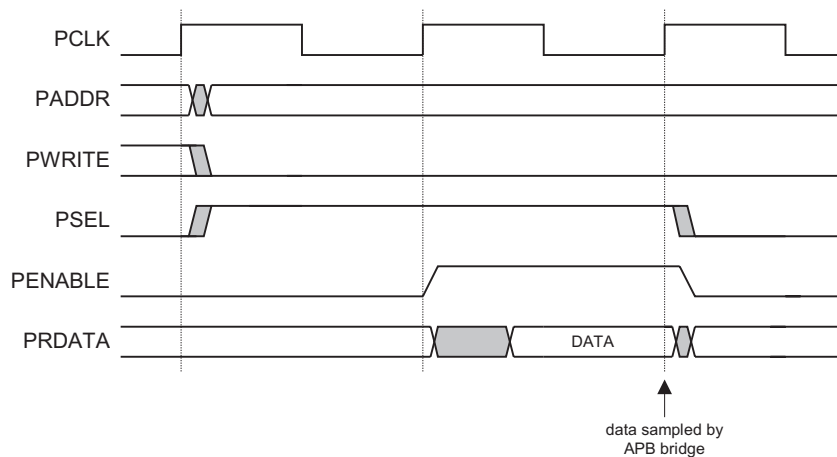 PCLK
PADDR
PWRITE
PSEL
PENABLE
PRDATA
DATA
data sampled by
APB bridge